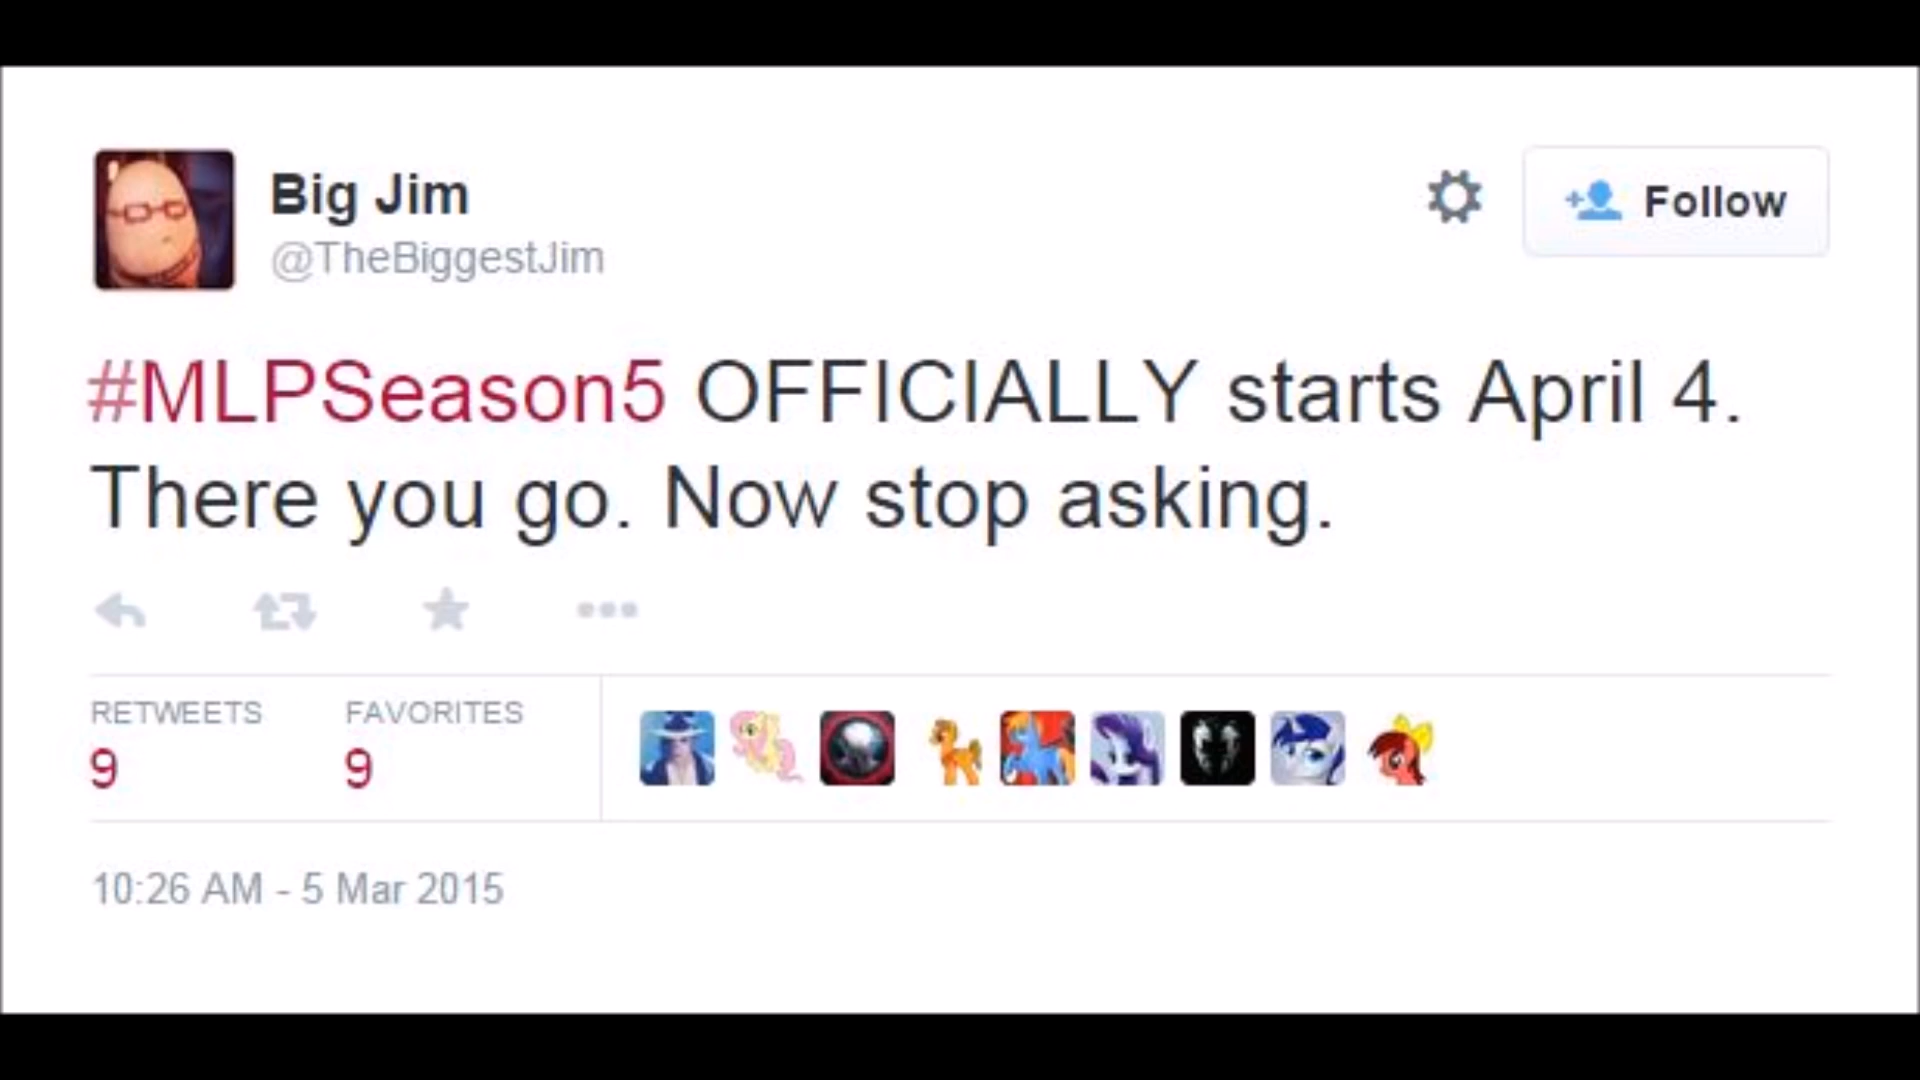 Big Jim
@TheBiggestJim
Follow
#MLPSeason5 OFFICIALLY starts April 4.
There you go. Now stop asking.
RETWEETS FAVORITES
9 9
10:26 AM - 5 Mar 2015